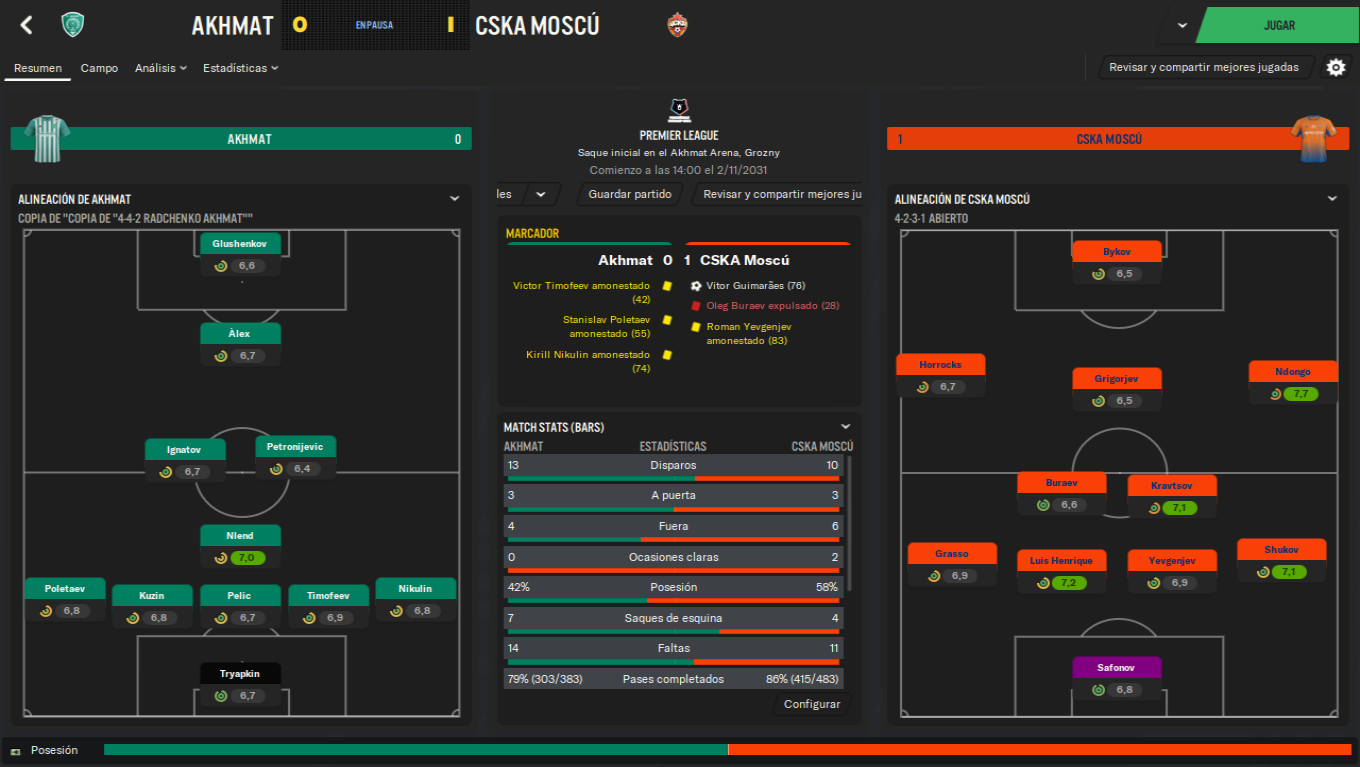 AKHMAT
0
EN PAUSA
1
CSKA MOSCÚ
JUGAR
Resumen
Campo
Análisis
Estadísticas
Revisar y compartir mejores jugadas
AKHMAT
0
ALINEACIÓN DE AKHMAT
COPIA DE "COPIA DE "4-4-2 RADCHENKO AKHMAT""
Glushenkov
6,6
Àlex
6,7
Ignatov
6,7
Petronijevic
6,4
Nlend
7,0
Poletaev
6,8
Kuzin
6,8
Pelic
6,7
Timofeev
6,9
Nikulin
6,8
Tryapkin
6,7
PREMIER LEAGUE
Saque inicial en el Akhmat Arena, Grozny
Comienzo a las 14:00 el 2/11/2031
les
Guardar partido
Revisar y compartir mejores ju
MARCADOR
Akhmat 0 1 CSKA Moscú
Victor Timofeev amonestado
(42)
Stanislav Poletaev
amonestado (55)
Kirill Nikulin amonestado
(74)
Vítor Guimarães (76)
Oleg Buraev expulsado (28)
Roman Yevgenjev
amonestado (83)
MATCH STATS (BARS)
AKHMAT ESTADÍSTICAS CSKA MOSCÚ
13 Disparos 10
3 A puerta 3
4 Fuera 6
0 Ocasiones claras 2
42% Posesión 58%
7 Saques de esquina 4
14 Faltas 11
79% (303/383) Pases completados 86% (415/483)
Configurar
1
CSKA MOSCÚ
ALINEACIÓN DE CSKA MOSCÚ
4-2-3-1 ABIERTO
Bykov
6,5
Horrocks
6,7
Grigorjev
6,5
Ndongo
7,7
Buraev
6,6
Kravtsov
7,1
Grasso
6,9
Luis Henrique
7,2
Yevgenjev
6,9
Shukov
7,1
Safonov
6,8
Posesión